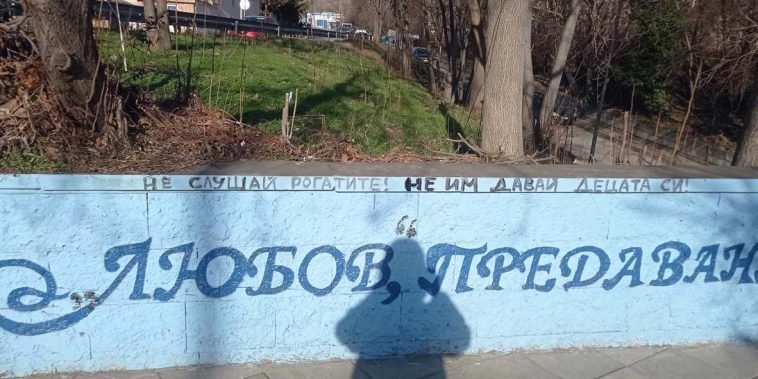 НЕ СЛУШАЙ РОГАТИТЕ! НЕ ИМ ДАВАЙ ДЕЦАТА СИ!
ЛЮБОВ, ПРЕДАВАН